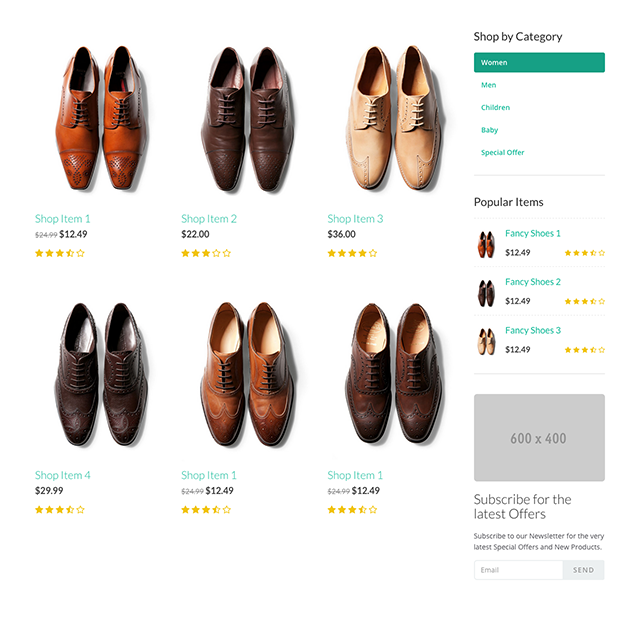 Shop by Category
Women
Men
Children
Baby
Special Offer
Shop Item 1
$24.99 $12.49
Shop Item 2
$22.00
Shop Item 3
$36.00
Popular Items
Fancy Shoes 1
$12.49
Fancy Shoes 2
$12.49
Fancy Shoes 3
$12.49
Shop Item 4
$29.99
Shop Item 1
$24.99 $12.49
Shop Item 1
$24.99 $12.49
600 x 400
Subscribe for the
latest Offers
Subscribe to our Newsletter for the very
latest Special Offers and New Products.
Email
SEND